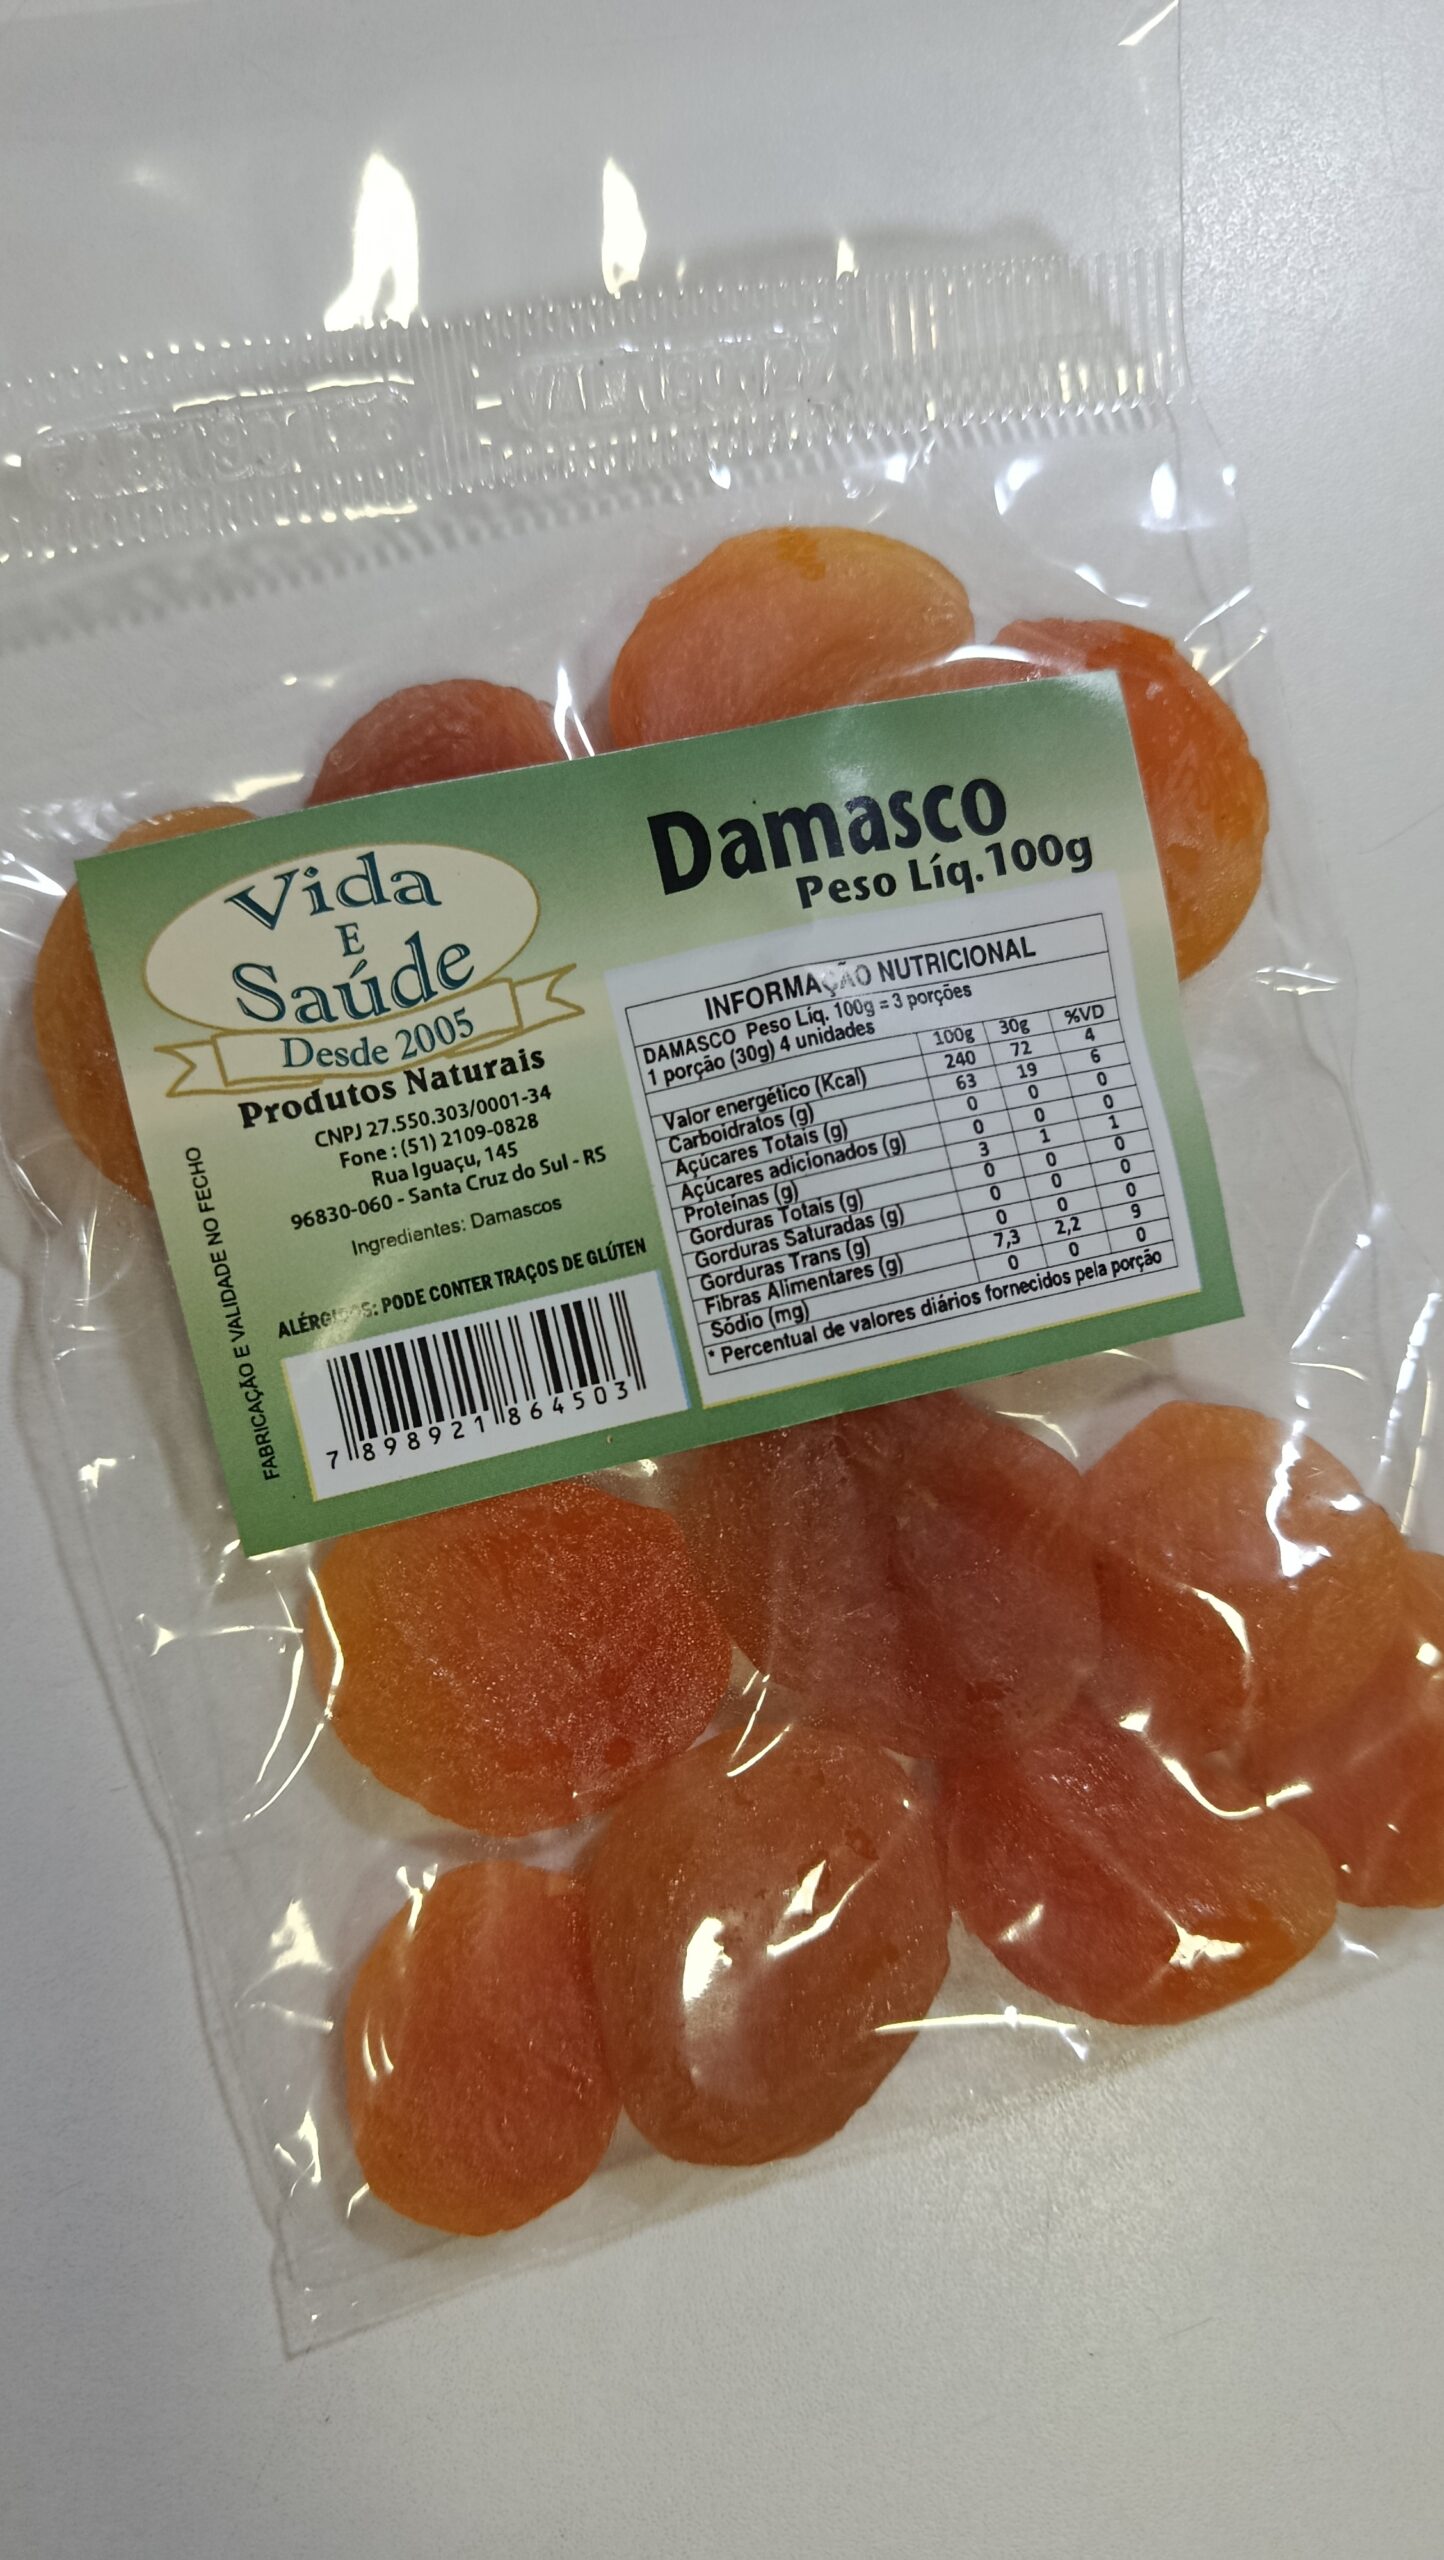 Vida
E
Saúde
Desde 2005
Produtos Naturais
CNPJ 27.550.303/0001-34
Fone : (51) 2109-0828
Rua Iguaçu, 145
96830-060 - Santa Cruz do Sul - RS
Ingredientes: Damascos
ALÉRGICOS: PODE CONTER TRAÇOS DE GLÚTEN
FABRICAÇÃO E VALIDADE NO FECHO
7 898921 864503
Damasco
Peso Líq. 100g
INFORMAÇÃO NUTRICIONAL
DAMASCO Peso Líq. 100g = 3 porções
1 porção (30g) 4 unidades
100g 30g %VD
Valor energético (Kcal) 240 72 4
Carboidratos (g) 63 19 6
Açúcares Totais (g) 0 0 0
Açúcares adicionados (g) 0 0 0
Proteínas (g) 3 1 1
Gorduras Totais (g) 0 0 0
Gorduras Saturadas (g) 0 0 0
Gorduras Trans (g) 0 0 0
Fibras Alimentares (g) 7,3 2,2 9
Sódio (mg) 0 0 0
* Percentual de valores diários fornecidos pela porção